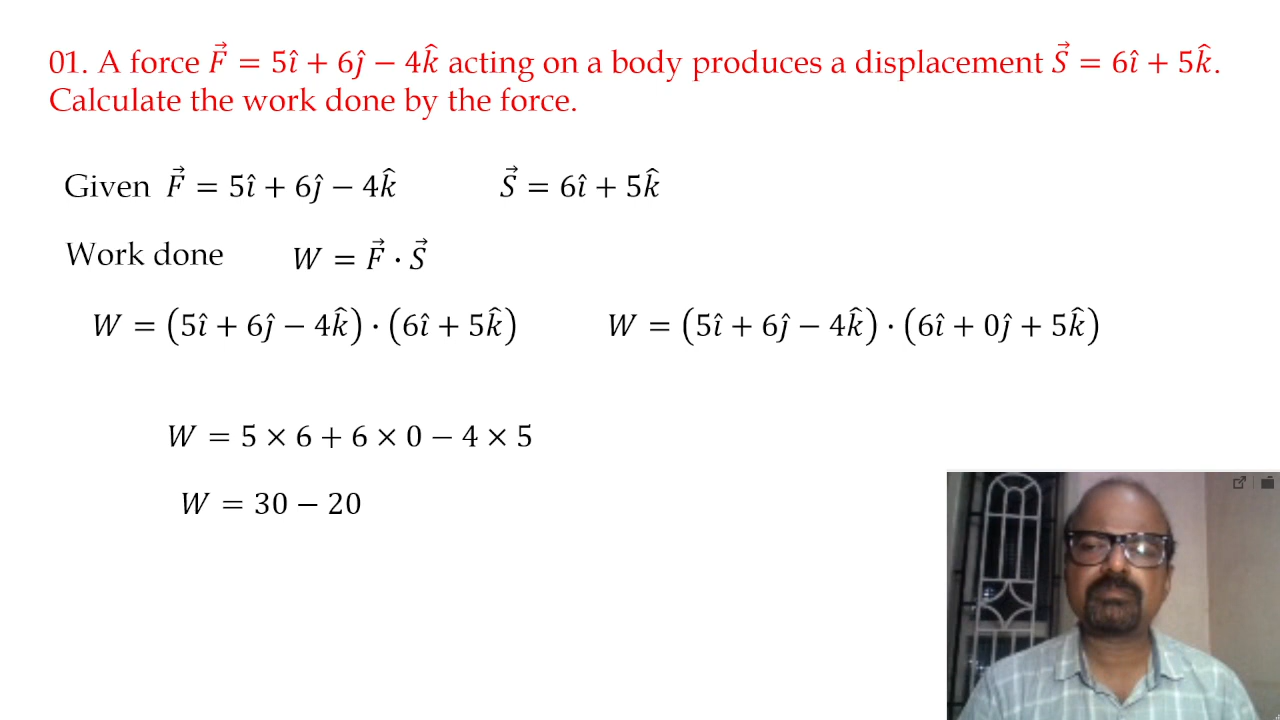 01. A force F⃗ = 5î + 6ĵ − 4k̂ acting on a body produces a displacement S⃗ = 6î + 5k̂.
Calculate the work done by the force.
Given F⃗ = 5î + 6ĵ − 4k̂ S⃗ = 6î + 5k̂
Work done W = F⃗ · S⃗
W = (5î + 6ĵ − 4k̂) · (6î + 5k̂) W = (5î + 6ĵ − 4k̂) · (6î + 0ĵ + 5k̂)
W = 5 × 6 + 6 × 0 − 4 × 5
W = 30 − 20